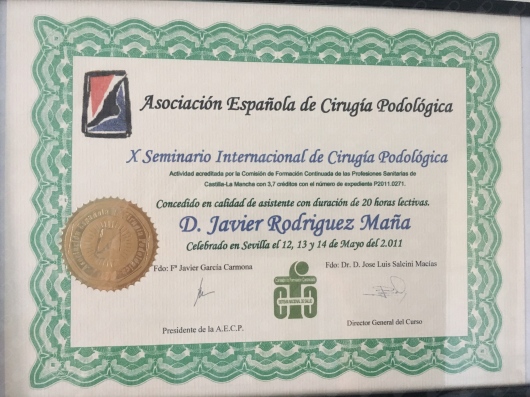 Asociación Española de Cirugía Podológica
X Seminario Internacional de Cirugía Podológica
Actividad acreditada por la Comisión de Formación Continuada de las Profesiones Sanitarias de
Castilla-La Mancha con 3,7 créditos con el número de expediente P2011.0271.
Concedido en calidad de asistente con duración de 20 horas lectivas.
D. Javier Rodriguez Maña
Celebrado en Sevilla el 12, 13 y 14 de Mayo del 2.011
Fdo: Fº Javier García Carmona
Fdo: Dr. D. Jose Luis Salcini Macías
Presidente de la A.E.C.P.
Director General del Curso